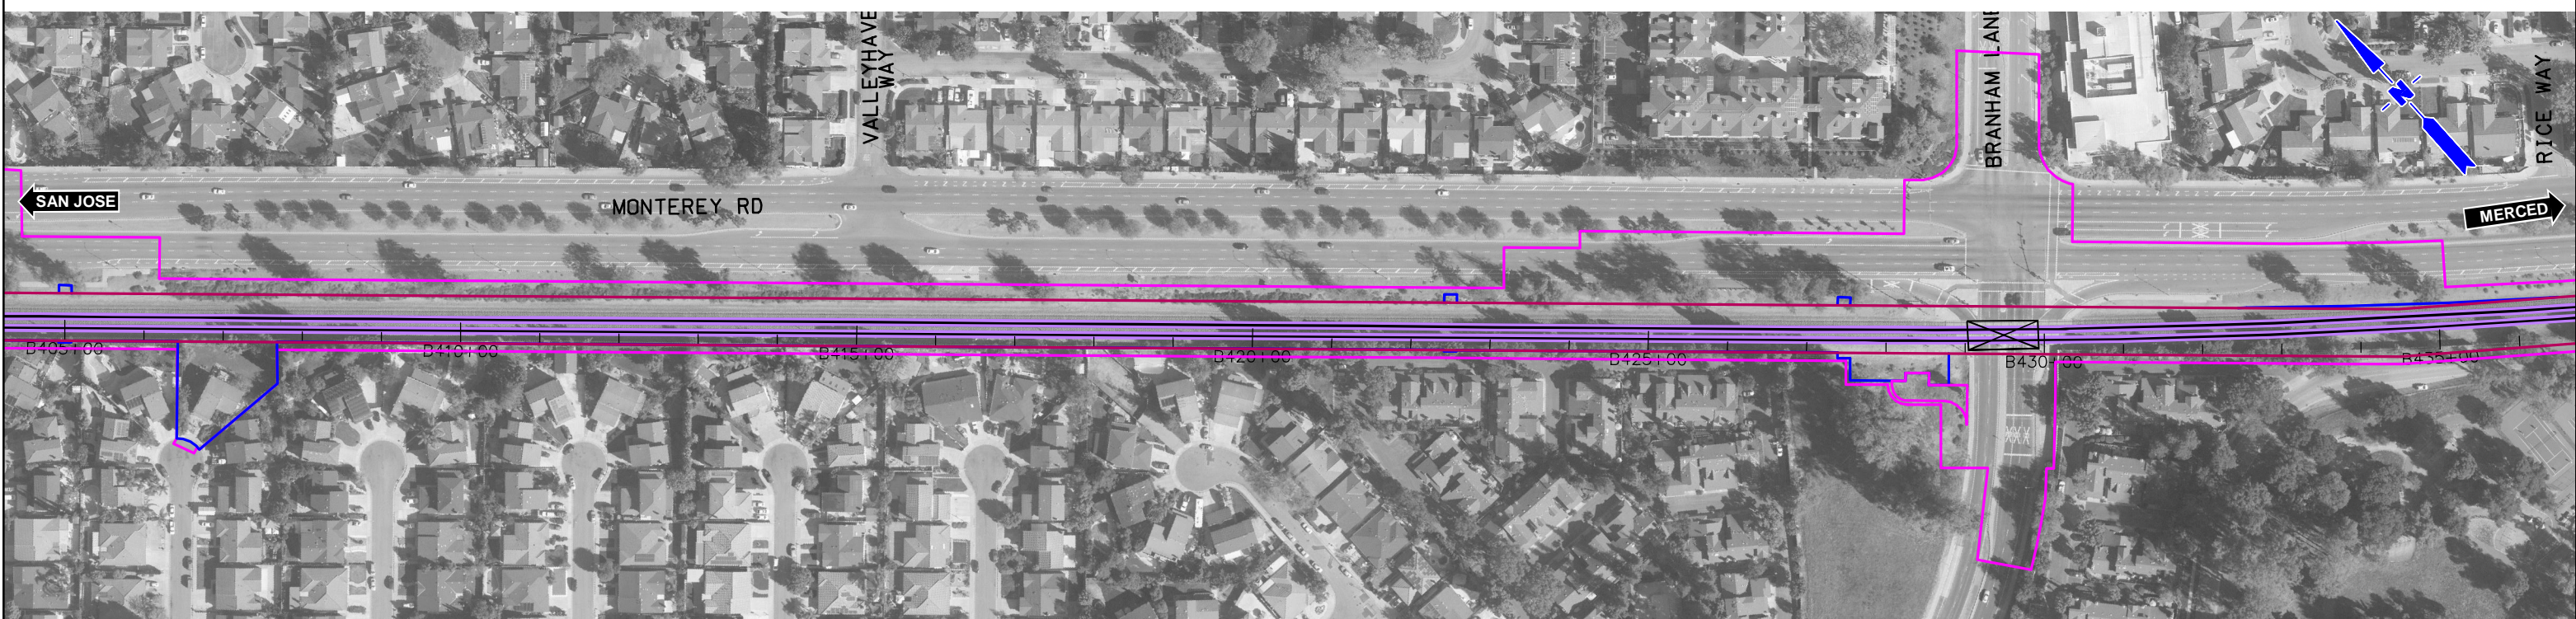 VALLEYHAVE
WAY
BRANHAM LANE
RICE WAY
N
SAN JOSE
MONTEREY RD
MERCED
B405+00
B410+00
B415+00
B420+00
B425+00
B430+00
B435+00